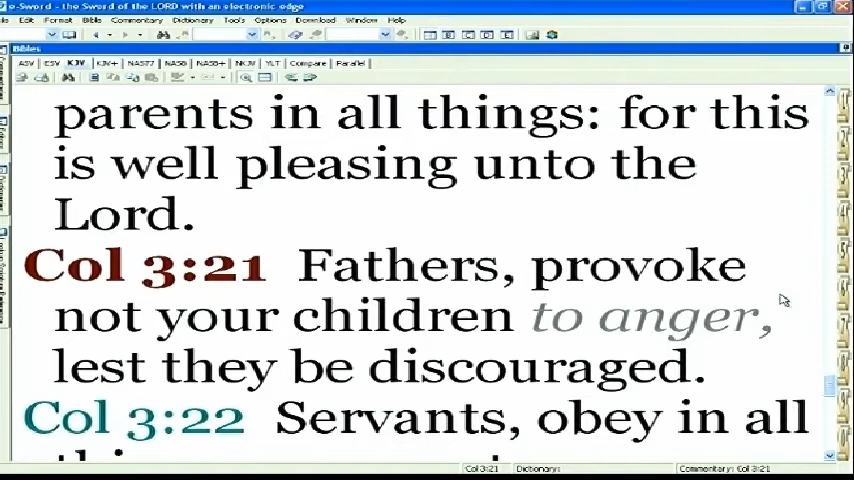 e-Sword - the Sword of the LORD with an electronic edge
File Edit Format Bible Commentary Dictionary Tools Options Download Window Help
Bibles
ASV ESV KJV KJV+ NAS77 NASB NASB+ NKJV YLT Compare Parallel
parents in all things: for this
is well pleasing unto the
Lord.
Col 3:21 Fathers, provoke
not your children to anger,
lest they be discouraged.
Col 3:22 Servants, obey in all
Col 3:21 Dictionary: Commentary: Col 3:21